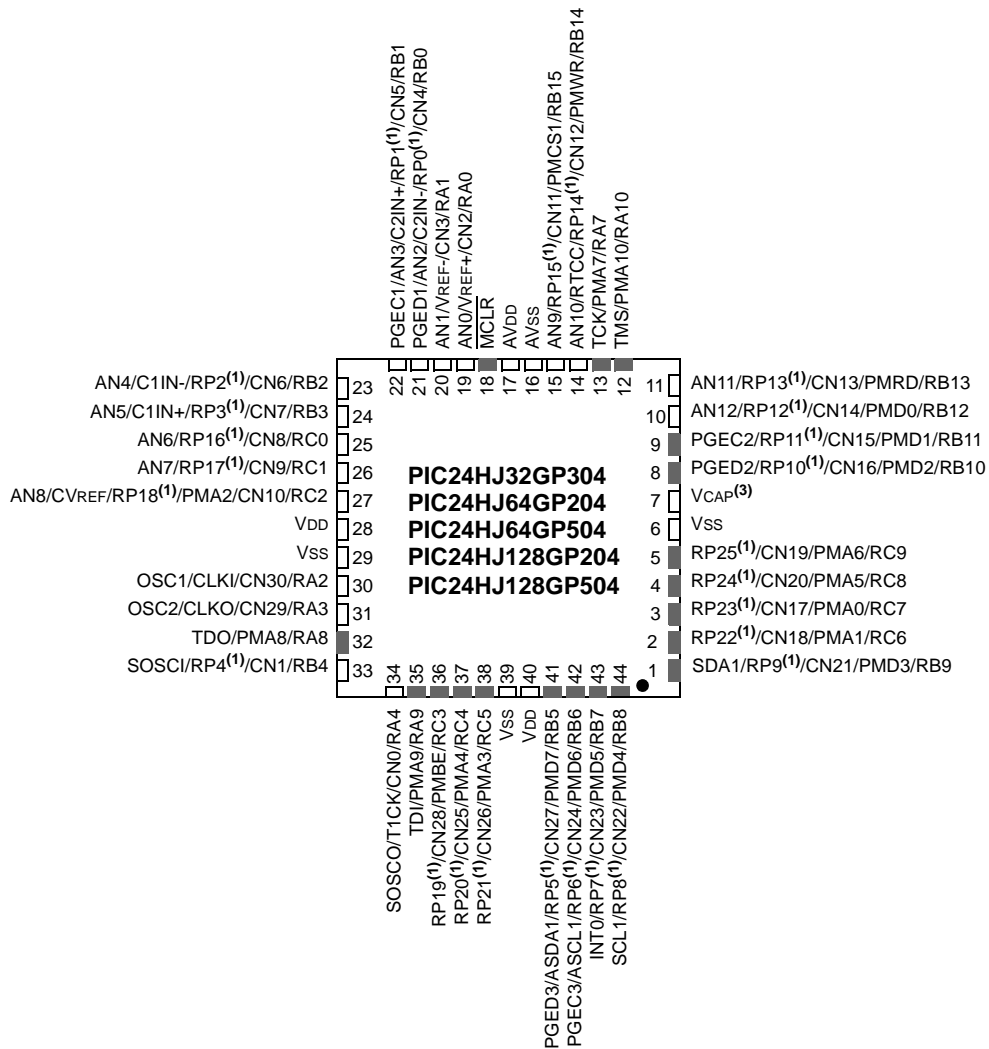 PGEC1/AN3/C2IN+/RP1(1)/CN5/RB1
PGED1/AN2/C2IN-/RP0(1)/CN4/RB0
AN1/VREF-/CN3/RA1
AN0/VREF+/CN2/RA0
MCLR
AVDD
AVSS
AN9/RP15(1)/CN11/PMCS1/RB15
AN10/RTCC/RP14(1)/CN12/PMWR/RB14
TCK/PMA7/RA7
TMS/PMA10/RA10
22 21 20 19 18 17 16 15 14 13 12
AN4/C1IN-/RP2(1)/CN6/RB2 23
AN5/C1IN+/RP3(1)/CN7/RB3 24
AN6/RP16(1)/CN8/RC0 25
AN7/RP17(1)/CN9/RC1 26
AN8/CVREF/RP18(1)/PMA2/CN10/RC2 27
VDD 28
VSS 29
OSC1/CLKI/CN30/RA2 30
OSC2/CLKO/CN29/RA3 31
TDO/PMA8/RA8 32
SOSCI/RP4(1)/CN1/RB4 33
PIC24HJ32GP304
PIC24HJ64GP204
PIC24HJ64GP504
PIC24HJ128GP204
PIC24HJ128GP504
11 AN11/RP13(1)/CN13/PMRD/RB13
10 AN12/RP12(1)/CN14/PMD0/RB12
9 PGEC2/RP11(1)/CN15/PMD1/RB11
8 PGED2/RP10(1)/CN16/PMD2/RB10
7 VCAP(3)
6 VSS
5 RP25(1)/CN19/PMA6/RC9
4 RP24(1)/CN20/PMA5/RC8
3 RP23(1)/CN17/PMA0/RC7
2 RP22(1)/CN18/PMA1/RC6
1 SDA1/RP9(1)/CN21/PMD3/RB9
34 35 36 37 38 39 40 41 42 43 44
SOSCO/T1CK/CN0/RA4
TDI/PMA9/RA9
RP19(1)/CN28/PMBE/RC3
RP20(1)/CN25/PMA4/RC4
RP21(1)/CN26/PMA3/RC5
VSS
VDD
PGED3/ASDA1/RP5(1)/CN27/PMD7/RB5
PGEC3/ASCL1/RP6(1)/CN24/PMD6/RB6
INT0/RP7(1)/CN23/PMD5/RB7
SCL1/RP8(1)/CN22/PMD4/RB8